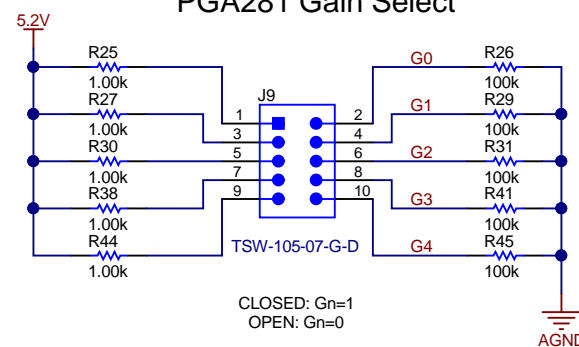 PGA281 Gain Select
5.2V
R25
1.00k
R27
1.00k
R30
1.00k
R38
1.00k
R44
1.00k
J9
1
2
3
4
5
6
7
8
9
10
TSW-105-07-G-D
G0
R26
100k
G1
R29
100k
G2
R31
100k
G3
R41
100k
G4
R45
100k
CLOSED: Gn=1
OPEN: Gn=0
AGND